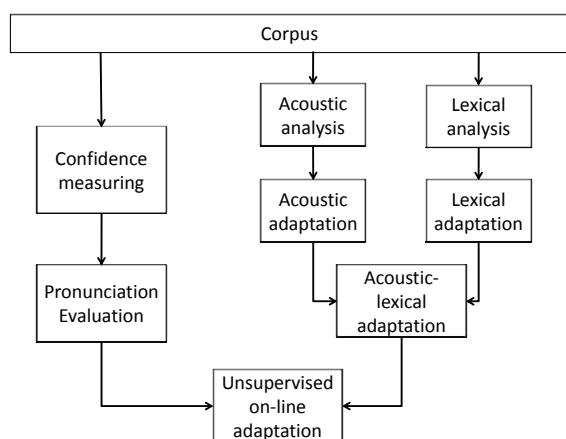 Corpus
Acoustic
analysis
Lexical
analysis
Confidence
measuring
Acoustic
adaptation
Lexical
adaptation
Pronunciation
Evaluation
Acoustic-
lexical
adaptation
Unsupervised
on-line
adaptation